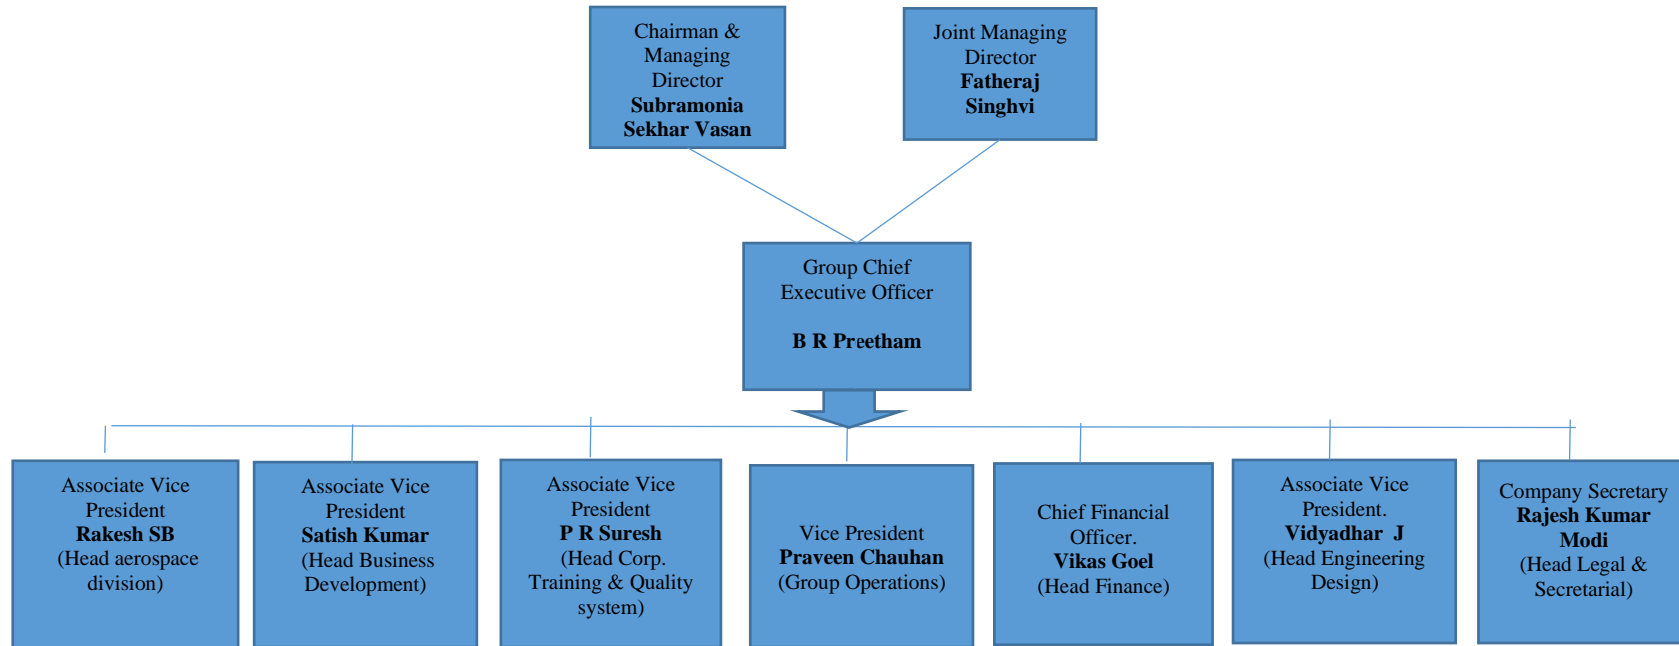 Chairman &
Managing
Director
Subramonia
Sekhar Vasan
Joint Managing
Director
Fatheraj
Singhvi
Group Chief
Executive Officer
B R Preetham
Associate Vice
President
Rakesh SB
(Head aerospace
division)
Associate Vice
President
Satish Kumar
(Head Business
Development)
Associate Vice
President
P R Suresh
(Head Corp.
Training & Quality
system)
Vice President
Praveen Chauhan
(Group Operations)
Chief Financial
Officer.
Vikas Goel
(Head Finance)
Associate Vice
President.
Vidyadhar J
(Head Engineering
Design)
Company Secretary
Rajesh Kumar
Modi
(Head Legal &
Secretarial)